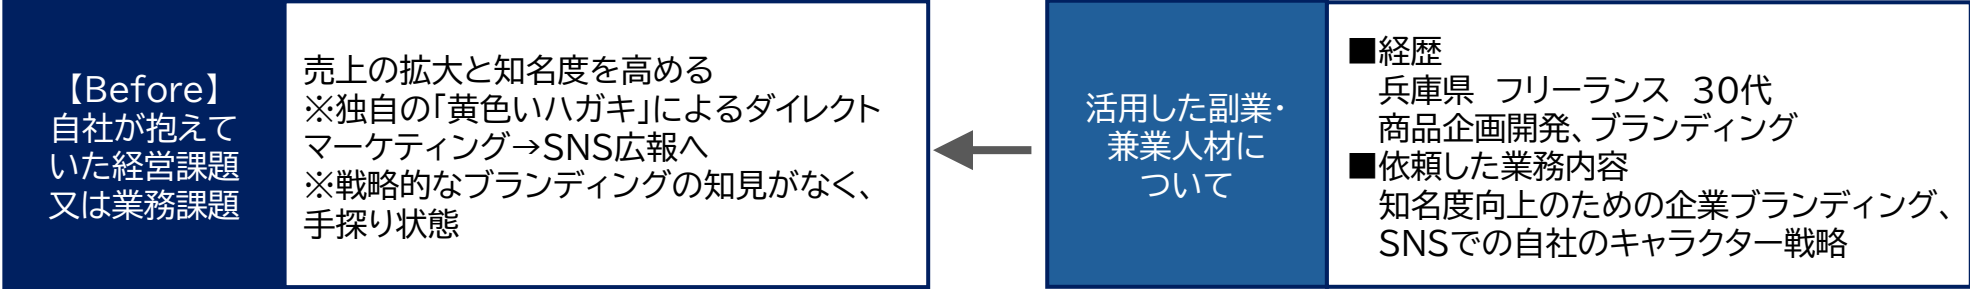 【Before】
自社が抱えて
いた経営課題
又は業務課題
売上の拡大と知名度を高める
※独自の「黄色いハガキ」によるダイレクト
マーケティング→SNS広報へ
※戦略的なブランディングの知見がなく、
手探り状態
活用した副業・
兼業人材に
ついて
■経歴
兵庫県　フリーランス　30代
商品企画開発、ブランディング
■依頼した業務内容
知名度向上のための企業ブランディング、
SNSでの自社のキャラクター戦略